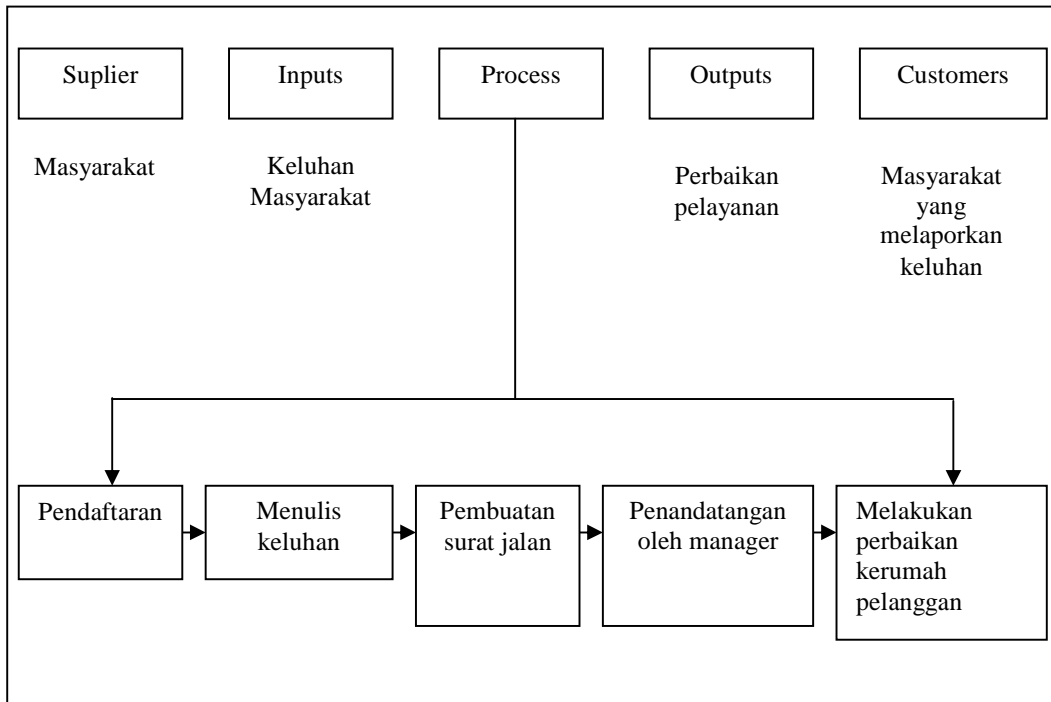 Suplier
Inputs
Process
Outputs
Customers
Masyarakat
Keluhan
Masyarakat
Perbaikan
pelayanan
Masyarakat
yang
melaporkan
keluhan
Pendaftaran
Menulis
keluhan
Pembuatan
surat jalan
Penandatangan
oleh manager
Melakukan
perbaikan
kerumah
pelanggan